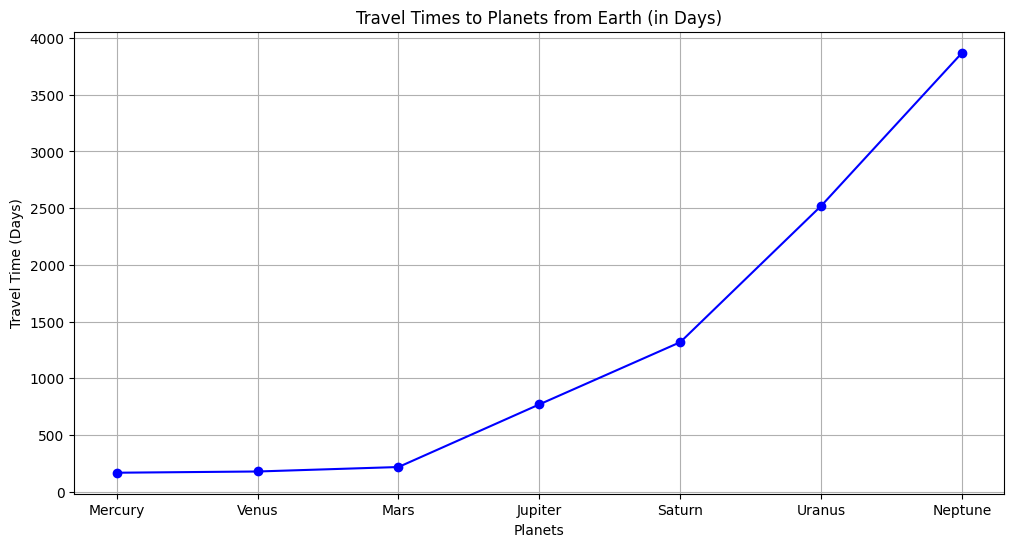 Travel Times to Planets from Earth (in Days)
4000
3500
3000
2500
2000
1500
1000
500
0
Travel Time (Days)
Mercury Venus Mars Jupiter Saturn Uranus Neptune
Planets